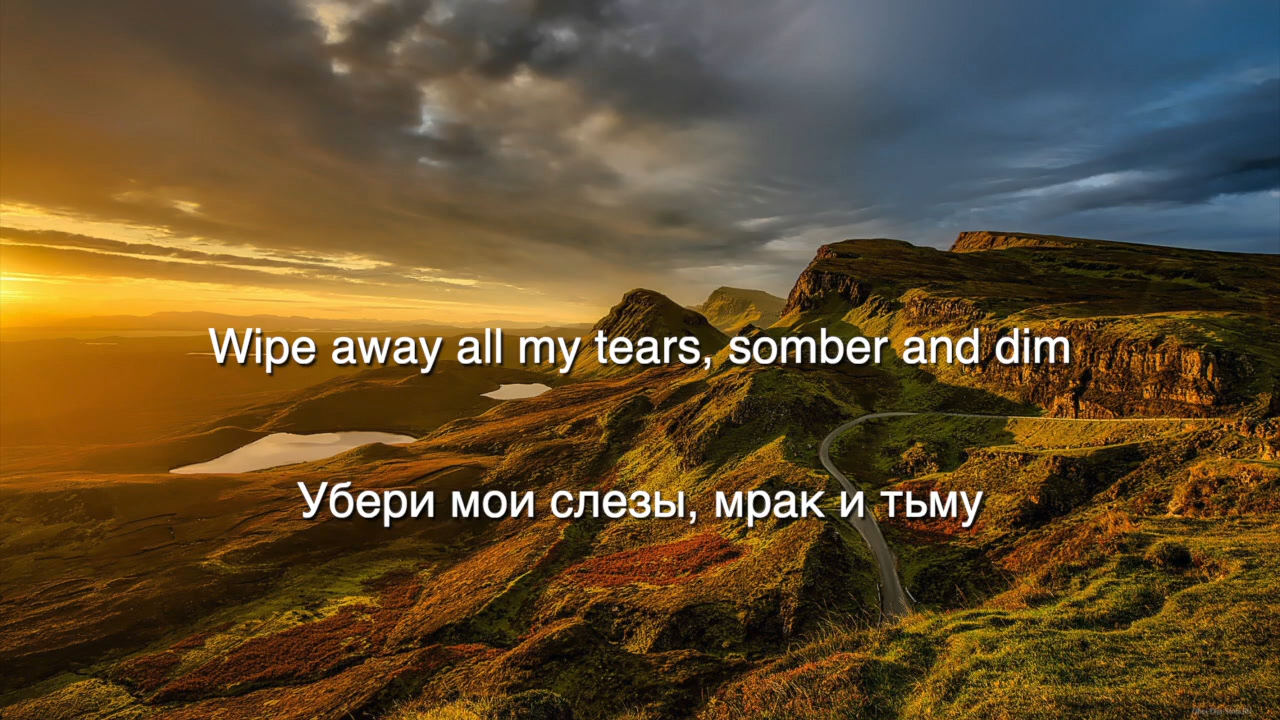 Wipe away all my tears, somber and dim
Убери мои слезы, мрак и тьму